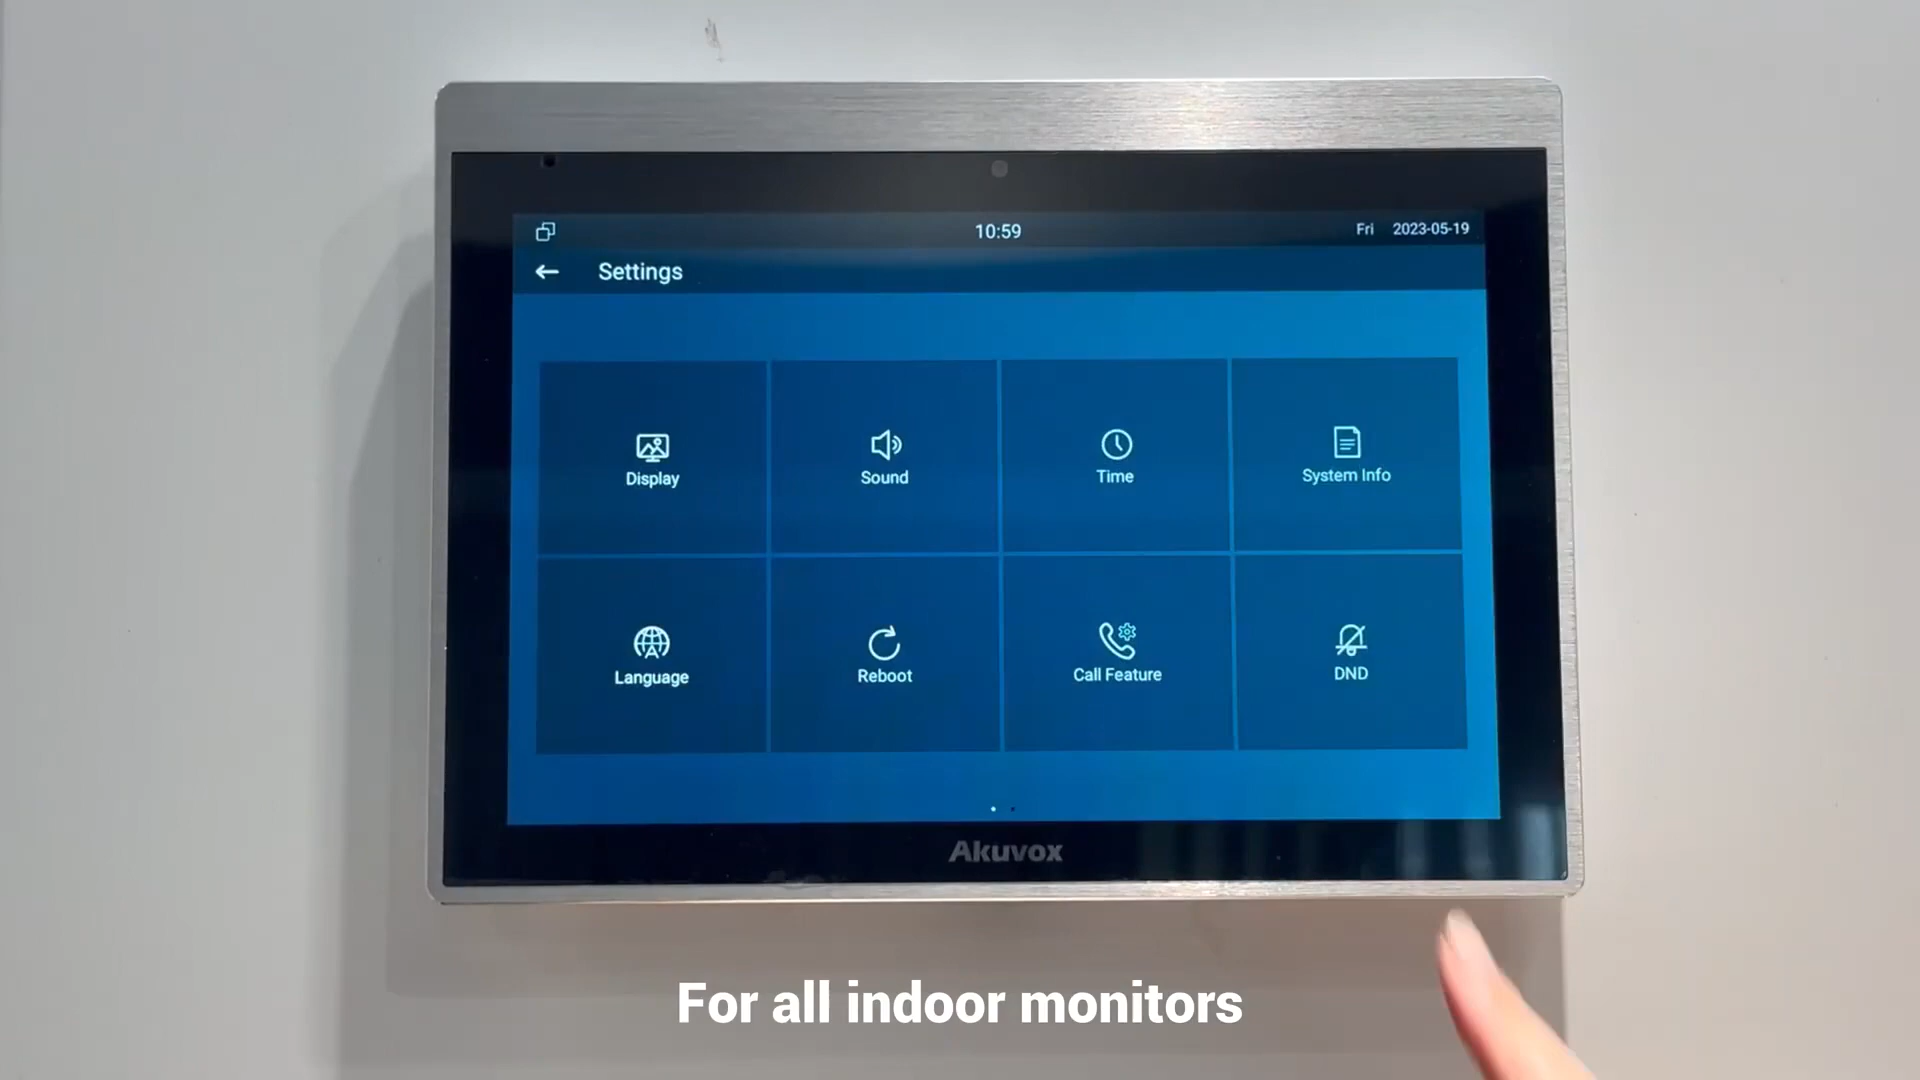 10:59
Fri 2023-05-19
Settings
Display
Sound
Time
System Info
Language
Reboot
Call Feature
DND
Akuvox
For all indoor monitors